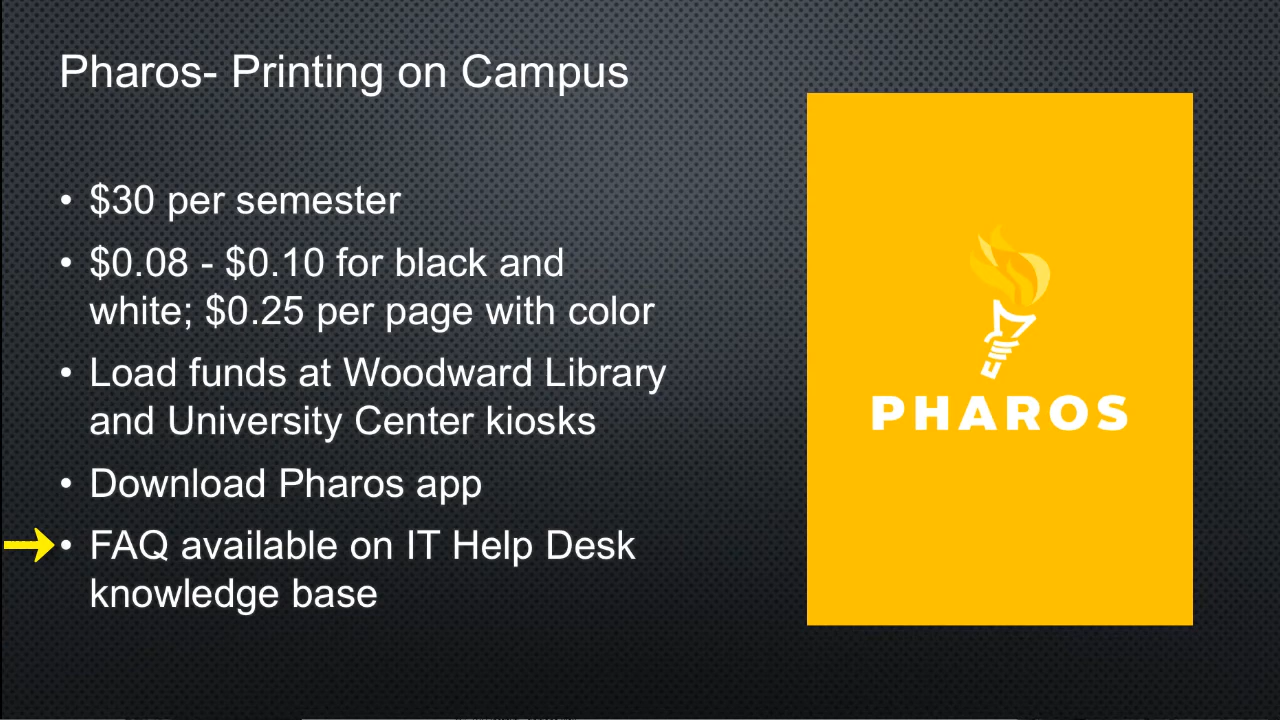 Pharos- Printing on Campus
• $30 per semester
• $0.08 - $0.10 for black and
white; $0.25 per page with color
• Load funds at Woodward Library
and University Center kiosks
• Download Pharos app
• FAQ available on IT Help Desk
knowledge base
PHAROS